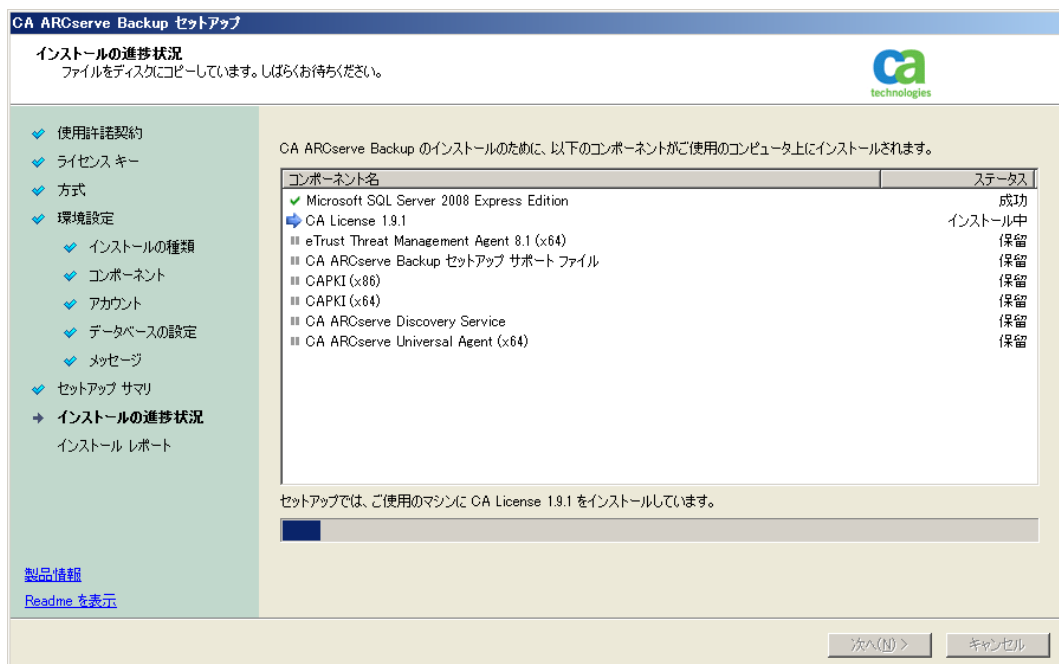 CA ARCserve Backup セットアップ
インストールの進捗状況
ファイルをディスクにコピーしています。しばらくお待ちください。
ca
technologies
使用許諾契約
ライセンス キー
方式
環境設定
インストールの種類
コンポーネント
アカウント
データベースの設定
メッセージ
セットアップ サマリ
インストールの進捗状況
インストール レポート
製品情報
Readme を表示
CA ARCserve Backup のインストールのために、以下のコンポーネントがご使用のコンピュータ上にインストールされます。
コンポーネント名 ステータス
Microsoft SQL Server 2008 Express Edition 成功
CA License 1.9.1 インストール中
eTrust Threat Management Agent 8.1 (x64) 保留
CA ARCserve Backup セットアップ サポート ファイル 保留
CAPKI (x86) 保留
CAPKI (x64) 保留
CA ARCserve Discovery Service 保留
CA ARCserve Universal Agent (x64) 保留
セットアップでは、ご使用のマシンに CA License 1.9.1 をインストールしています。
次へ(N) > キャンセル